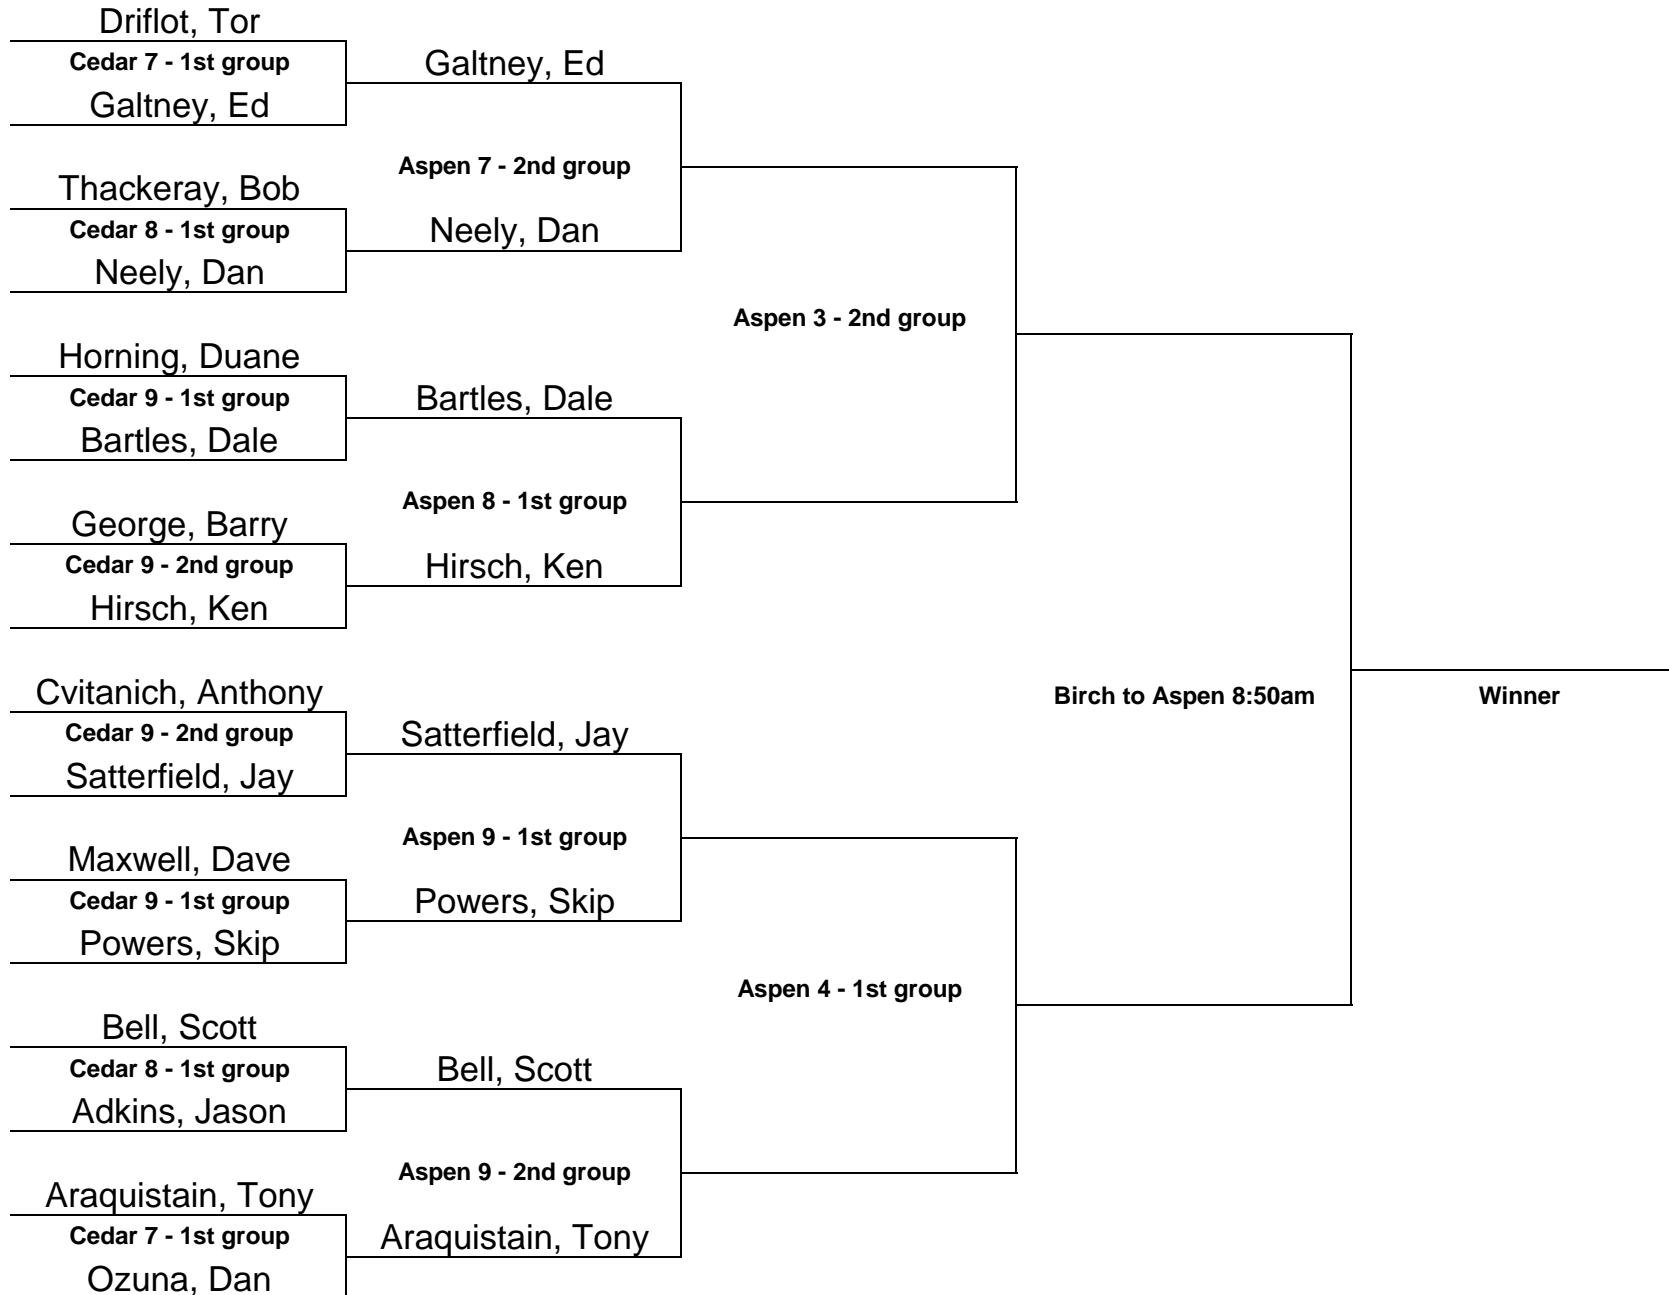 Driflot, Tor
Cedar 7 - 1st group
Galtney, Ed
Thackeray, Bob
Cedar 8 - 1st group
Neely, Dan
Horning, Duane
Cedar 9 - 1st group
Bartles, Dale
George, Barry
Cedar 9 - 2nd group
Hirsch, Ken
Cvitanich, Anthony
Cedar 9 - 2nd group
Satterfield, Jay
Maxwell, Dave
Cedar 9 - 1st group
Powers, Skip
Bell, Scott
Cedar 8 - 1st group
Adkins, Jason
Araquistain, Tony
Cedar 7 - 1st group
Ozuna, Dan
Galtney, Ed
Aspen 7 - 2nd group
Neely, Dan
Bartles, Dale
Aspen 8 - 1st group
Hirsch, Ken
Satterfield, Jay
Aspen 9 - 1st group
Powers, Skip
Bell, Scott
Aspen 9 - 2nd group
Araquistain, Tony
Aspen 3 - 2nd group
Aspen 4 - 1st group
Birch to Aspen 8:50am
Winner